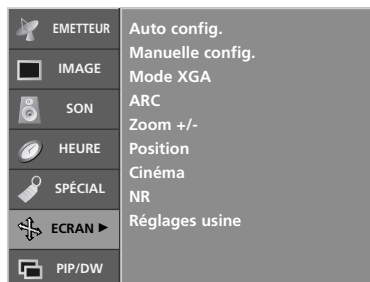 EMETTEUR
IMAGE
SON
HEURE
SPÉCIAL
ECRAN ►
PIP/DW
Auto config.
Manuelle config.
Mode XGA
ARC
Zoom +/-
Position
Cinéma
NR
Réglages usine